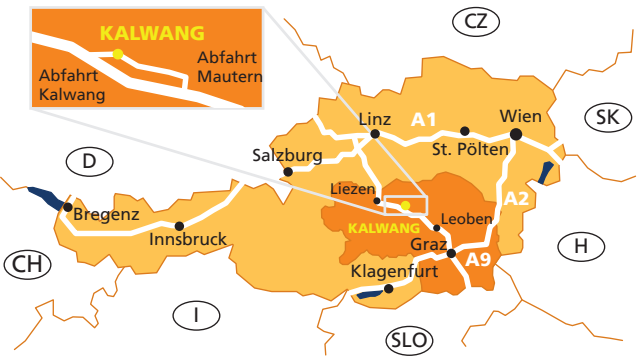 KALWANG
Abfahrt
Mautern
Abfahrt
Kalwang
CZ
SK
D
Linz
A1
Wien
St. Pölten
Salzburg
Liezen
A2
Bregenz
Innsbruck
KALWANG
Leoben
Graz
A9
H
CH
Klagenfurt
I
SLO